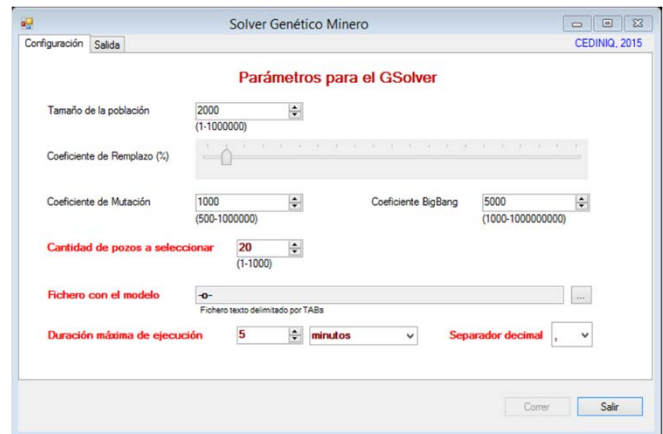 Solver Genético Minero
Configuración Salida CEDINIQ, 2015
Parámetros para el GSolver
Tamaño de la población 2000
(1-1000000)
Coeficiente de Remplazo (%)
Coeficiente de Mutación 1000 Coeficiente BigBang 5000
(500-1000000) (1000-1000000000)
Cantidad de pozos a seleccionar 20
(1-1000)
Fichero con el modelo -o- ...
Fichero texto delimitado por TABs
Duración máxima de ejecución 5 minutos Separador decimal ,
Correr Salir